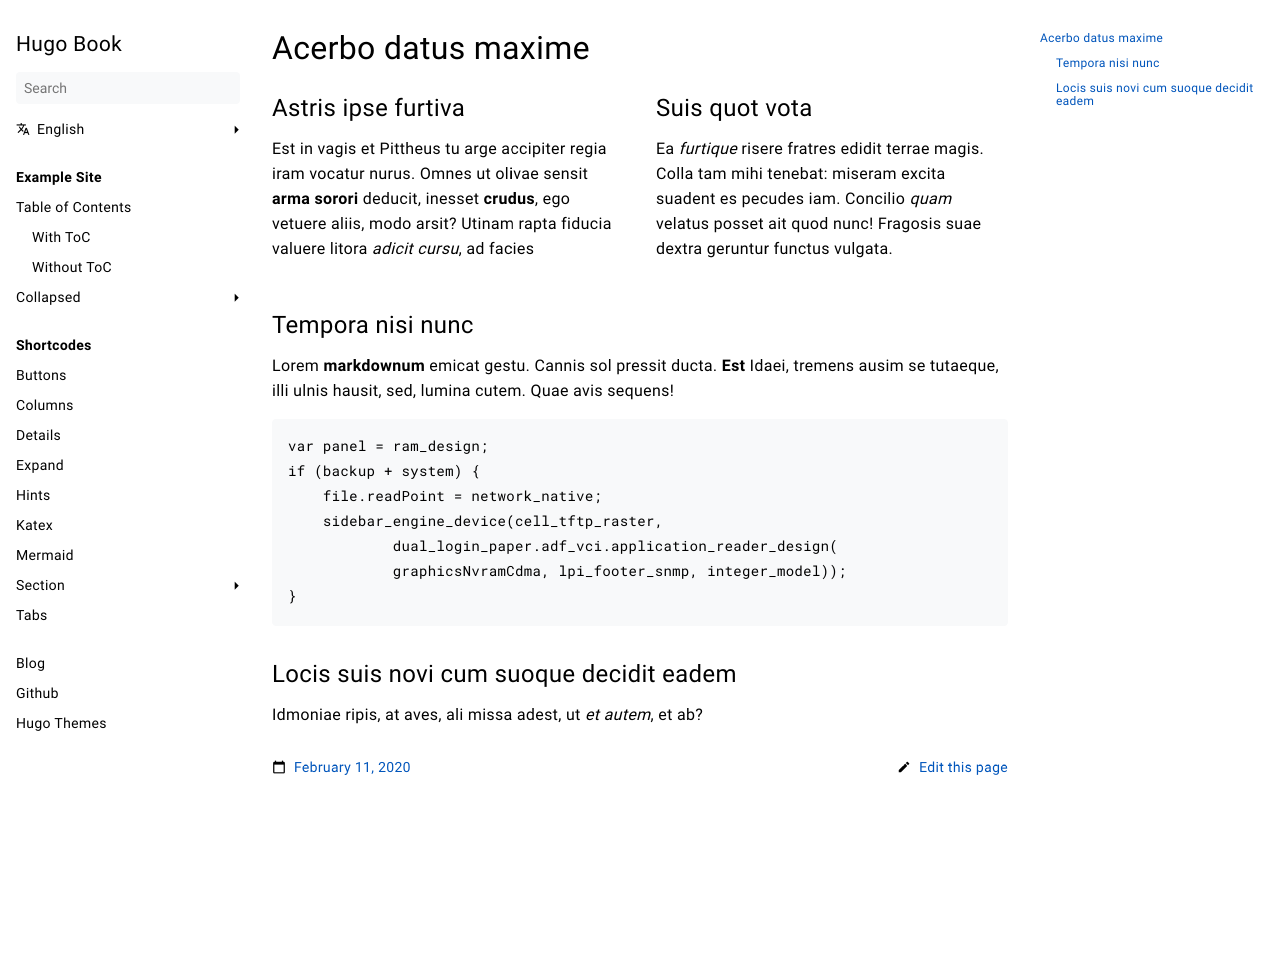 Hugo Book
Search
English
Example Site
Table of Contents
With ToC
Without ToC
Collapsed
Shortcodes
Buttons
Columns
Details
Expand
Hints
Katex
Mermaid
Section
Tabs
Blog
Github
Hugo Themes
Acerbo datus maxime
Astris ipse furtiva
Est in vagis et Pittheus tu arge accipiter regia
iram vocatur nurus. Omnes ut olivae sensit
arma sorori deducit, inesset crudus, ego
vetuere aliis, modo arsit? Utinam rapta fiducia
valuere litora adicit cursu, ad facies
Suis quot vota
Ea furtique risere fratres edidit terrae magis.
Colla tam mihi tenebat: miseram excita
suadent es pecudes iam. Concilio quam
velatus posset ait quod nunc! Fragosis suae
dextra geruntur functus vulgata.
Tempora nisi nunc
Lorem markdownum emicat gestu. Cannis sol pressit ducta. Est Idaei, tremens ausim se tutaeque,
illi ulnis hausit, sed, lumina cutem. Quae avis sequens!
var panel = ram_design;
if (backup + system) {
    file.readPoint = network_native;
    sidebar_engine_device(cell_tftp_raster,
            dual_login_paper.adf_vci.application_reader_design(
            graphicsNvramCdma, lpi_footer_snmp, integer_model));
}
Locis suis novi cum suoque decidit eadem
Idmoniae ripis, at aves, ali missa adest, ut et autem, et ab?
February 11, 2020
Edit this page
Acerbo datus maxime
Tempora nisi nunc
Locis suis novi cum suoque decidit
eadem